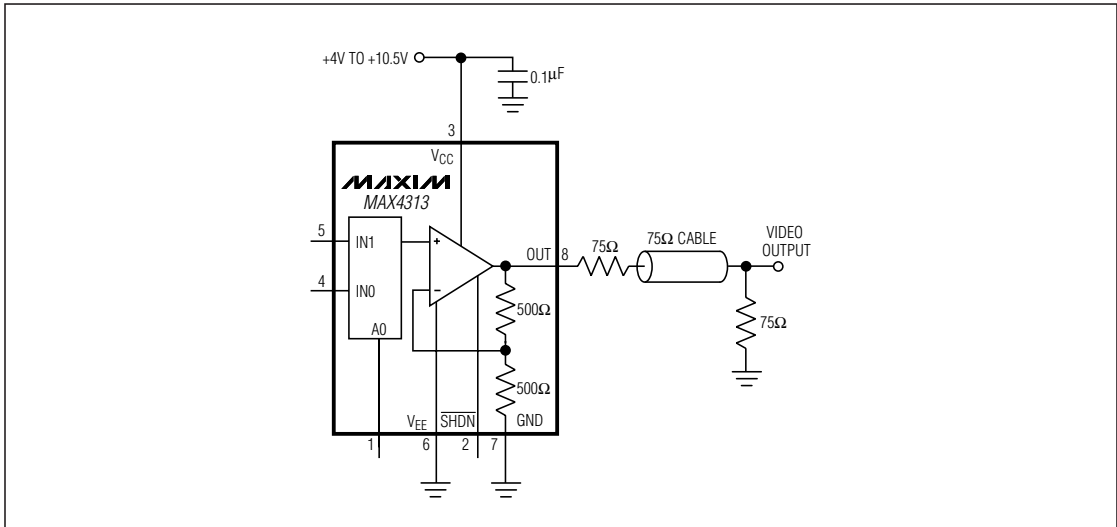 +4V TO +10.5V
0.1µF
3
VCC
MAXIM
MAX4313
5
IN1
4
IN0
A0
+
−
OUT
8
75Ω
75Ω CABLE
VIDEO
OUTPUT
500Ω
75Ω
500Ω
VEE
SHDN
GND
1
6
2
7